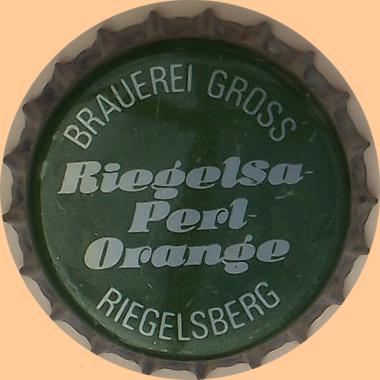 BRAUEREI GROSS
Riegelsa-
Perl-
Orange
RIEGELSBERG